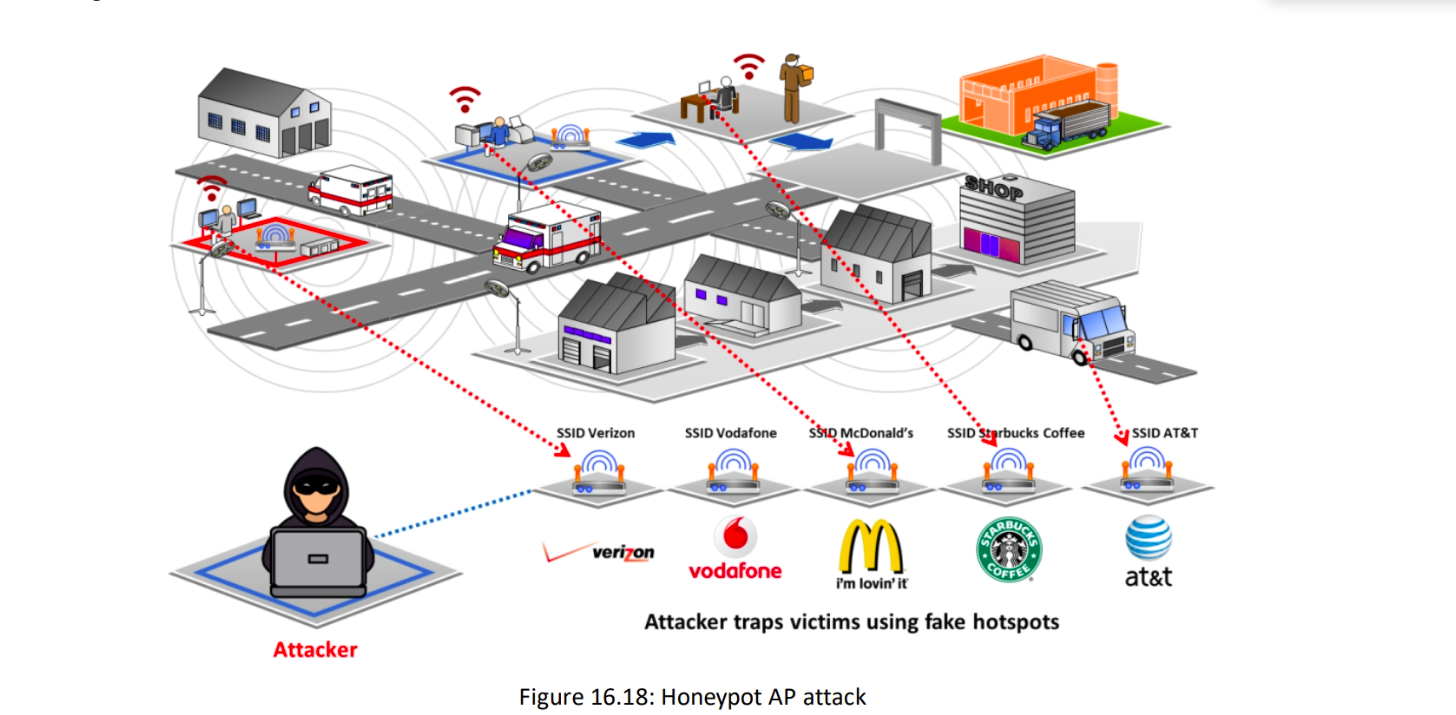 SHOP
SSID Verizon
SSID Vodafone
SSID McDonald's
SSID Starbucks Coffee
SSID AT&T
verizon
vodafone
i'm lovin' it
STARBUCKS
COFFEE
at&t
Attacker traps victims using fake hotspots
Attacker
Figure 16.18: Honeypot AP attack